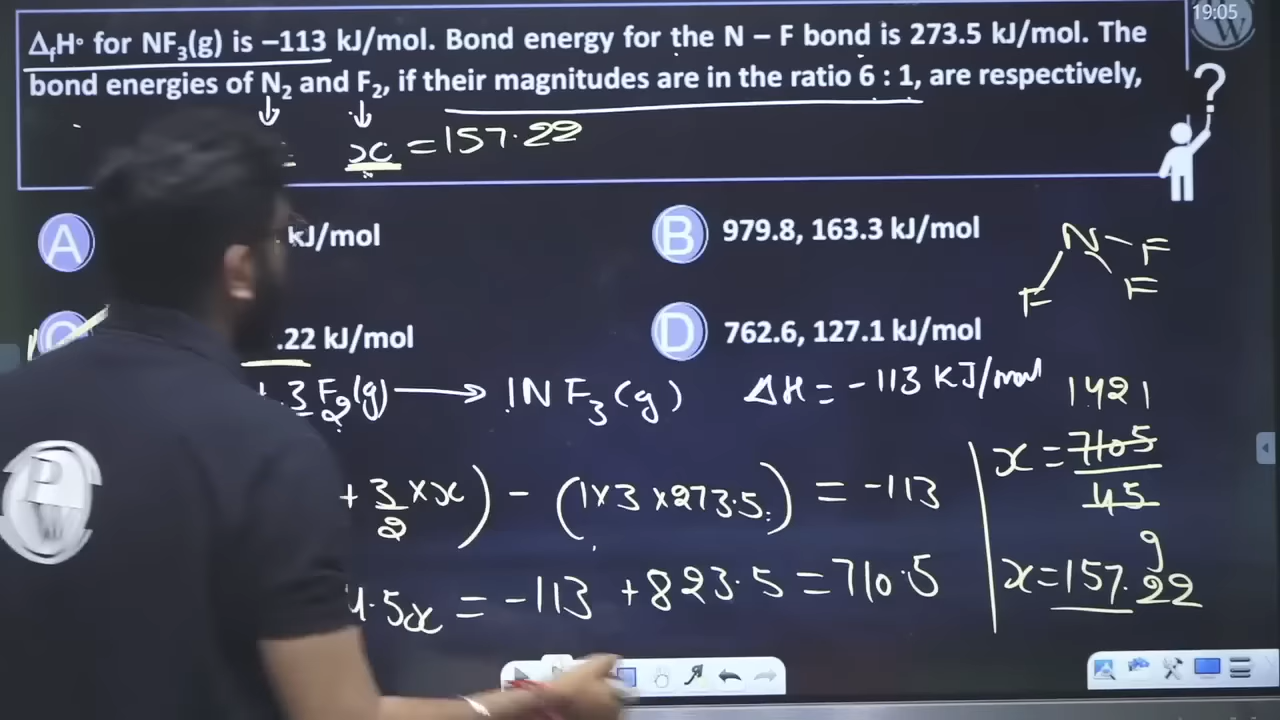 19:05
ΔfH° for NF₃(g) is –113 kJ/mol. Bond energy for the N – F bond is 273.5 kJ/mol. The
bond energies of N₂ and F₂, if their magnitudes are in the ratio 6 : 1, are respectively,
?
x = 157.22
A kJ/mol
B 979.8, 163.3 kJ/mol
.22 kJ/mol
D 762.6, 127.1 kJ/mol
N – F
F F
3 F₂(g) ⟶ 1NF₃(g) ΔH = -113 KJ/mol
+ 3/2 × x) - (1×3×273.5) = -113
4.5x = -113 + 823.5 = 710.5
1421
x = 7105/45
9
x = 157.22
P
W